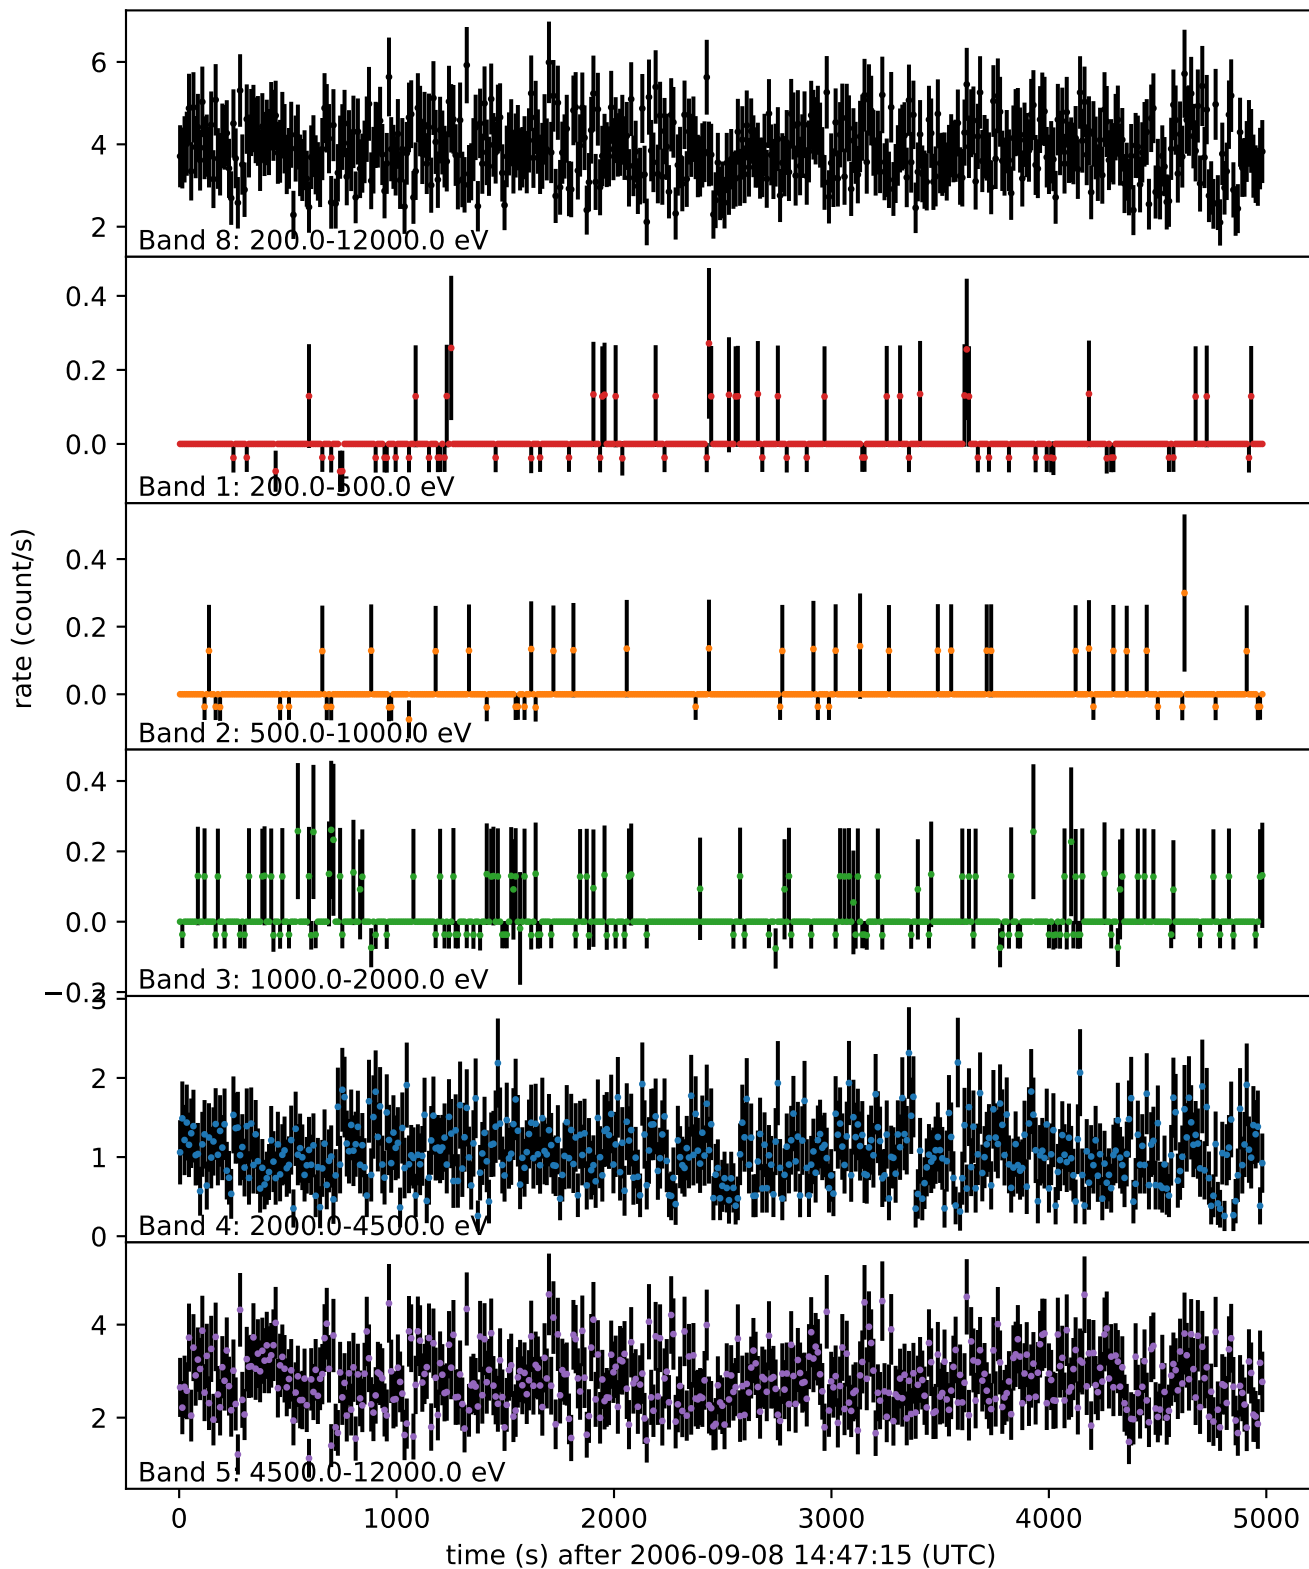 6
4
2
Band 8: 200.0-12000.0 eV
0.4
0.2
0.0
Band 1: 200.0-500.0 eV
0.4
0.2
0.0
Band 2: 500.0-1000.0 eV
rate (count/s)
0.4
0.2
0.0
−0.2
Band 3: 1000.0-2000.0 eV
3
2
1
0
Band 4: 2000.0-4500.0 eV
4
2
Band 5: 4500.0-12000.0 eV
0 1000 2000 3000 4000 5000
time (s) after 2006-09-08 14:47:15 (UTC)